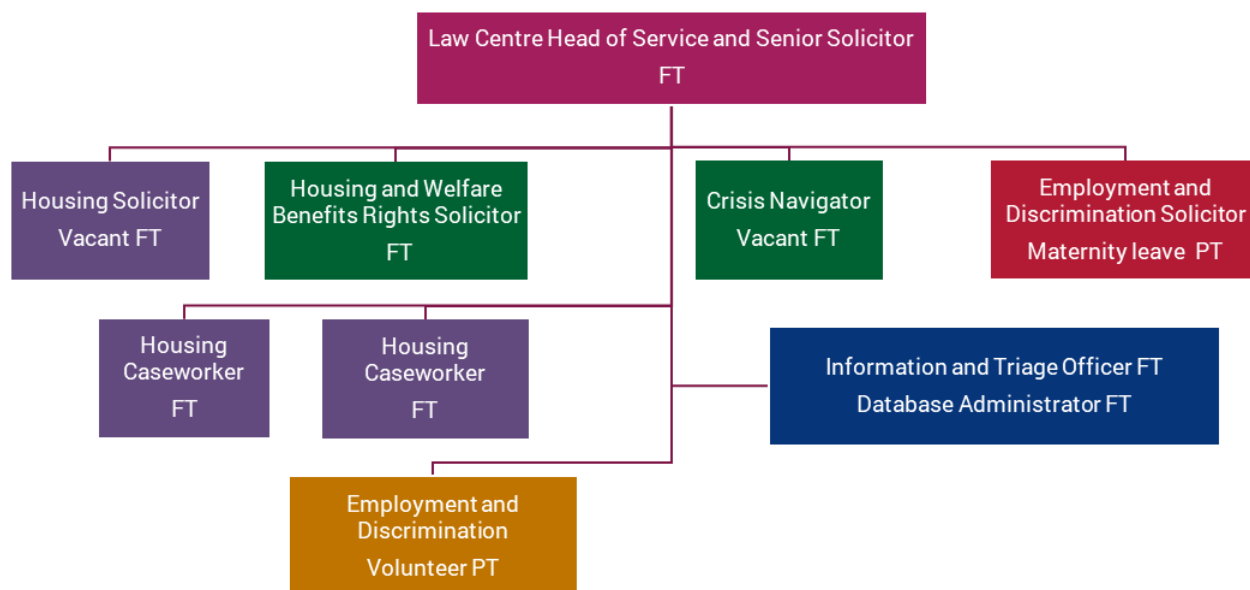 Law Centre Head of Service and Senior Solicitor
FT
Housing Solicitor
Vacant FT
Housing and Welfare
Benefits Rights Solicitor
FT
Crisis Navigator
Vacant FT
Employment and
Discrimination Solicitor
Maternity leave PT
Housing
Caseworker
FT
Housing
Caseworker
FT
Information and Triage Officer FT
Database Administrator FT
Employment and
Discrimination
Volunteer PT